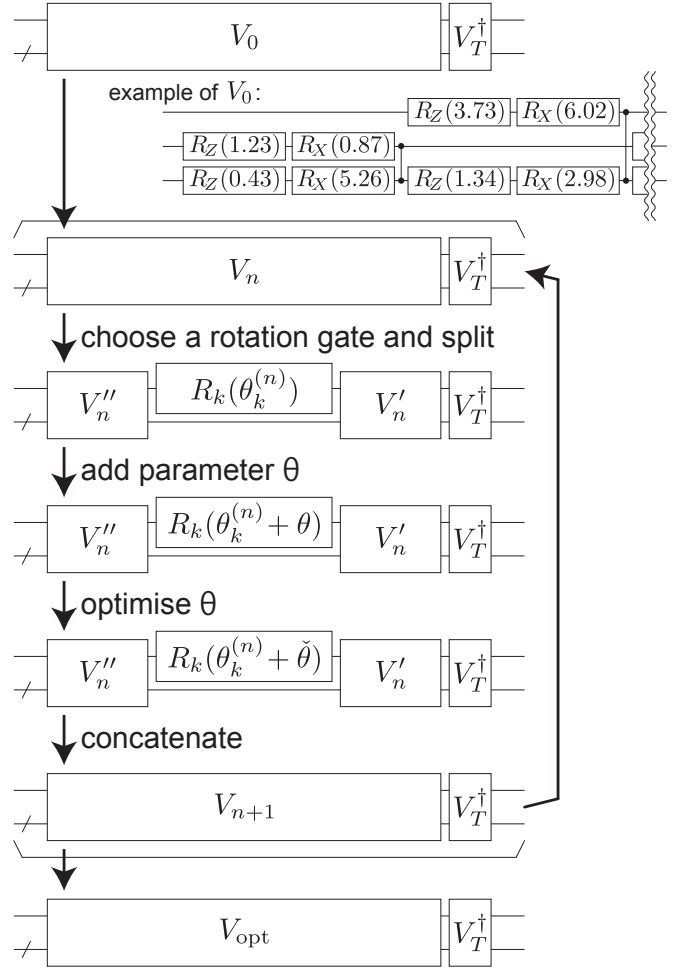 V₀ V_T†
example of V₀:
R_Z(3.73) R_X(6.02)
R_Z(1.23) R_X(0.87)
R_Z(0.43) R_X(5.26) R_Z(1.34) R_X(2.98)
V_n V_T†
choose a rotation gate and split
V_n″ R_k(θ_k^(n)) V_n′ V_T†
add parameter θ
V_n″ R_k(θ_k^(n) + θ) V_n′ V_T†
optimise θ
V_n″ R_k(θ_k^(n) + θ̌) V_n′ V_T†
concatenate
V_{n+1} V_T†
V_opt V_T†